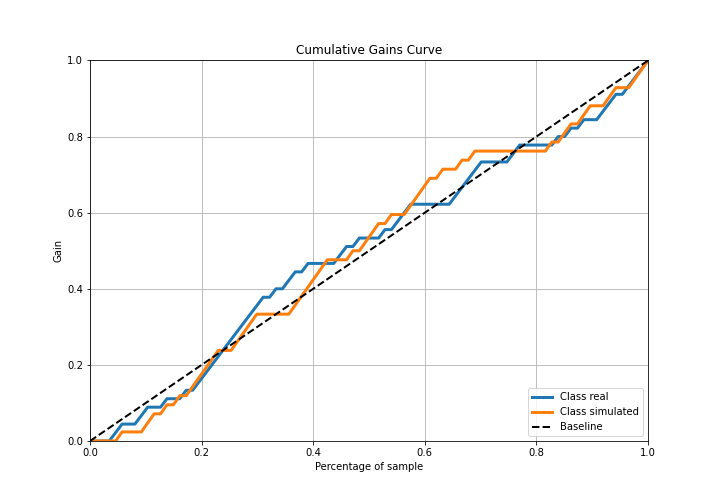 Cumulative Gains Curve
1.0
0.8
0.6
0.4
0.2
0.0
Gain
0.0 0.2 0.4 0.6 0.8 1.0
Percentage of sample
Class real
Class simulated
Baseline